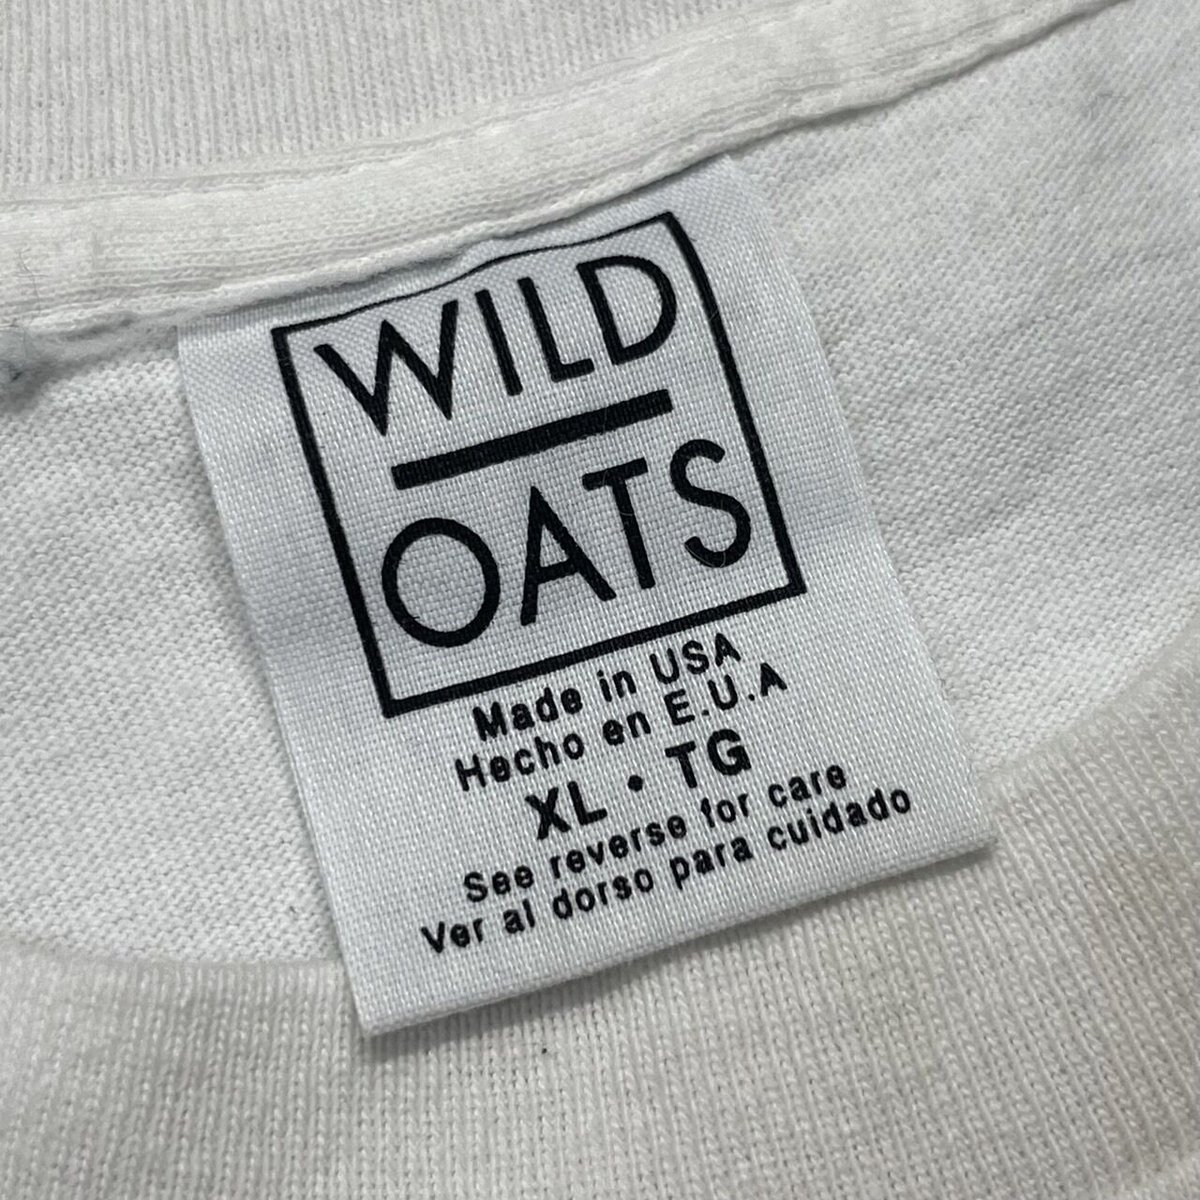 WILD
OATS
Made in USA
Hecho en E.U.A
XL • TG
See reverse for care
Ver al dorso para cuidado